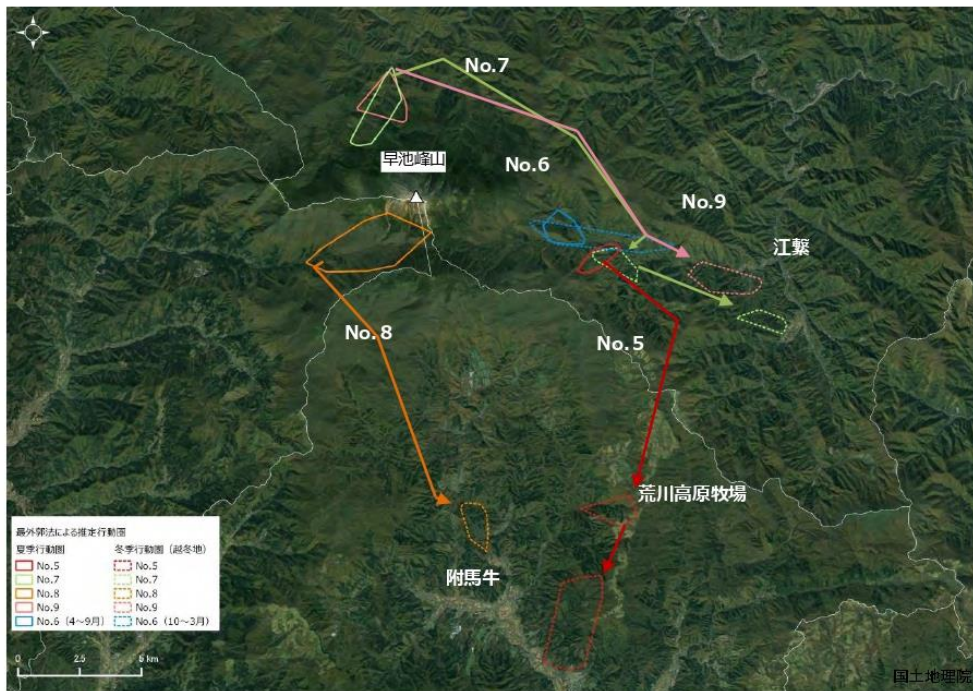 No.7
早池峰山
No.6
No.9
江繋
No.8
No.5
荒川高原牧場
附馬牛
最外郭法による推定行動圏
夏季行動圏
No.5
No.7
No.8
No.9
No.6（4～9月）
冬季行動圏（越冬地）
No.5
No.7
No.8
No.9
No.6（10～3月）
0 2.5 5 km
国土地理院